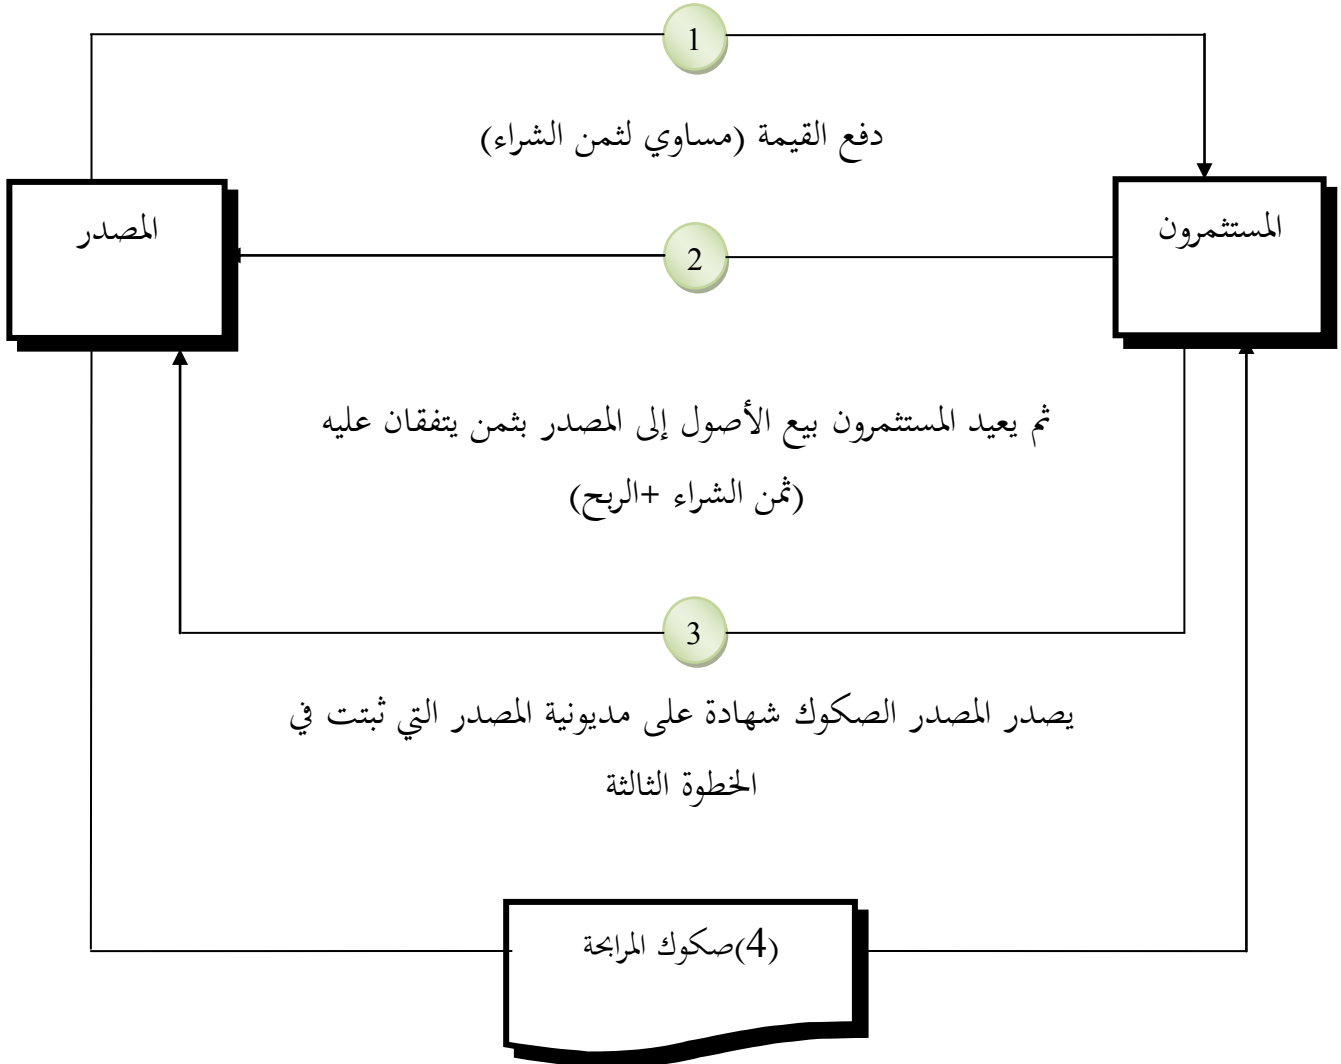 1
دفع القيمة (مساوي لثمن الشراء)
المستثمرون
المصدر
2
ثم يعيد المستثمرون بيع الأصول إلى المصدر بثمن يتفقان عليه
(ثمن الشراء +الربح)
3
يصدر المصدر الصكوك شهادة على مديونية المصدر التي ثبتت في
الخطوة الثالثة
(4)صكوك المرابحة